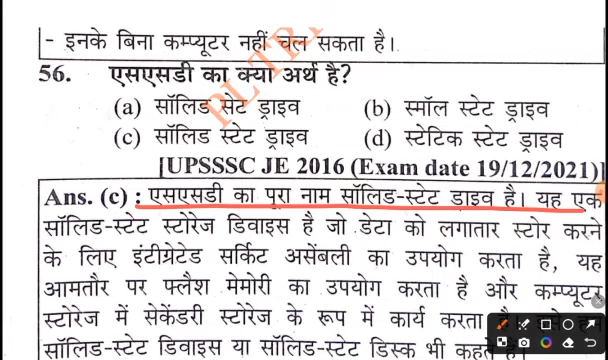 - इनके बिना कम्प्यूटर नहीं चल सकता है।
56. एसएसडी का क्या अर्थ है?
(a) सॉलिड सेट ड्राइव (b) स्मॉल स्टेट ड्राइव
(c) सॉलिड स्टेट ड्राइव (d) स्टेटिक स्टेट ड्राइव
[UPSSSC JE 2016 (Exam date 19/12/2021)]
Ans. (c) : एसएसडी का पूरा नाम सॉलिड-स्टेट डाइव है। यह एक
सॉलिड-स्टेट स्टोरेज डिवाइस है जो डेटा को लगातार स्टोर करने
के लिए इंटीग्रेटेड सर्किट असेंबली का उपयोग करता है, यह
आमतौर पर फ्लैश मेमोरी का उपयोग करता है और कम्प्यूटर
स्टोरेज में सेकेंडरी स्टोरेज के रूप में कार्य करता
सॉलिड-स्टेट डिवाइस या सॉलिड-स्टेट डिस्क भी कहते